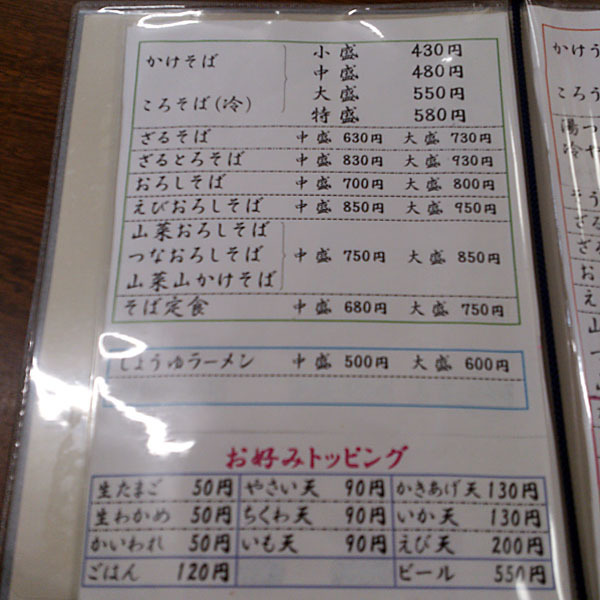 かけそば
ころそば(冷)
小盛 430円
中盛 480円
大盛 550円
特盛 580円
ざるそば 中盛 630円 大盛 730円
ざるとろそば 中盛 830円 大盛 930円
おろしそば 中盛 700円 大盛 800円
えびおろしそば 中盛 850円 大盛 950円
山菜おろしそば
つなおろしそば 中盛 750円 大盛 850円
山菜山かけそば
そば定食 中盛 680円 大盛 750円
しょうゆラーメン 中盛 500円 大盛 600円
お好みトッピング
生たまご 50円 やさい天 90円 かきあげ天 130円
生わかめ 50円 ちくわ天 90円 いか天 130円
かいわれ 50円 いも天 90円 えび天 200円
ごはん 120円 ビール 550円
かけう
ころう